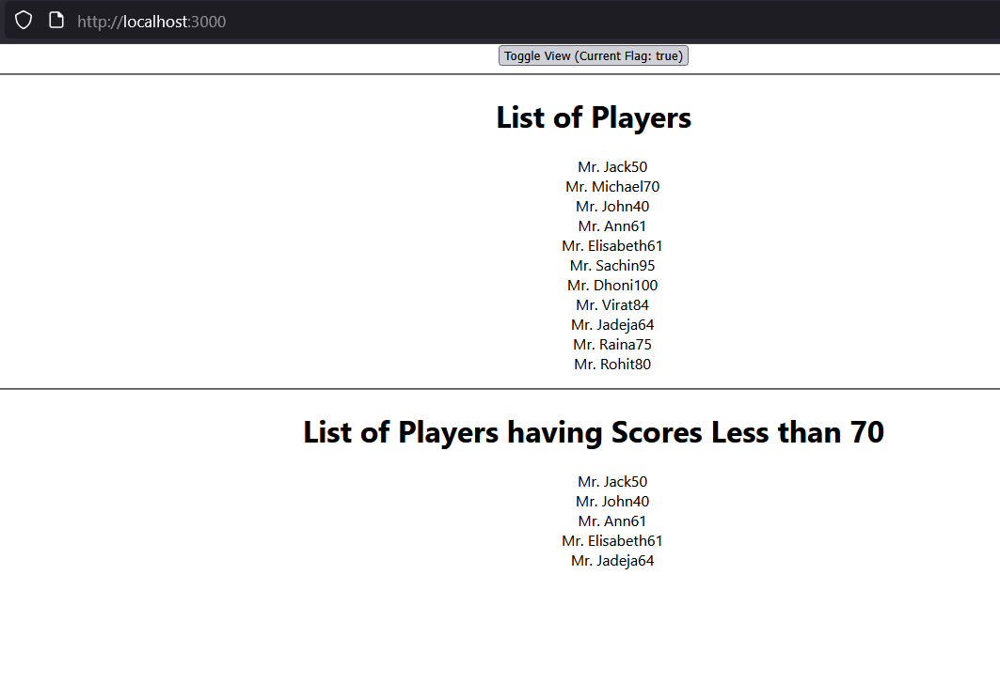 http://localhost:3000
Toggle View (Current Flag: true)
List of Players
Mr. Jack50
Mr. Michael70
Mr. John40
Mr. Ann61
Mr. Elisabeth61
Mr. Sachin95
Mr. Dhoni100
Mr. Virat84
Mr. Jadeja64
Mr. Raina75
Mr. Rohit80
List of Players having Scores Less than 70
Mr. Jack50
Mr. John40
Mr. Ann61
Mr. Elisabeth61
Mr. Jadeja64